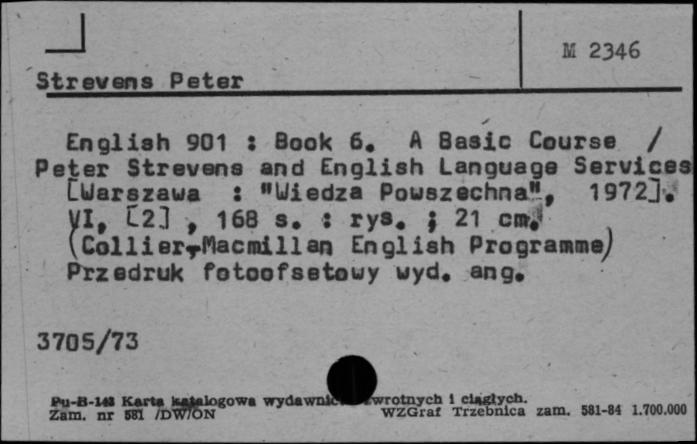 M 2346
Strevens Peter
English 901 : Book 6. A Basic Course /
Peter Strevens and English Language Services
[Warszawa : "Wiedza Powszechna", 1972].
VI, [2] , 168 s. : rys. ; 21 cm.
(Collier-Macmillan English Programme)
Przedruk fotoofsetowy wyd. ang.
3705/73
Pu-B-148 Karta katalogowa wydawnic zwrotnych i ciągłych.
Zam. nr 581 /DW/ON WZGraf Trzebnica zam. 581-84 1.700.000